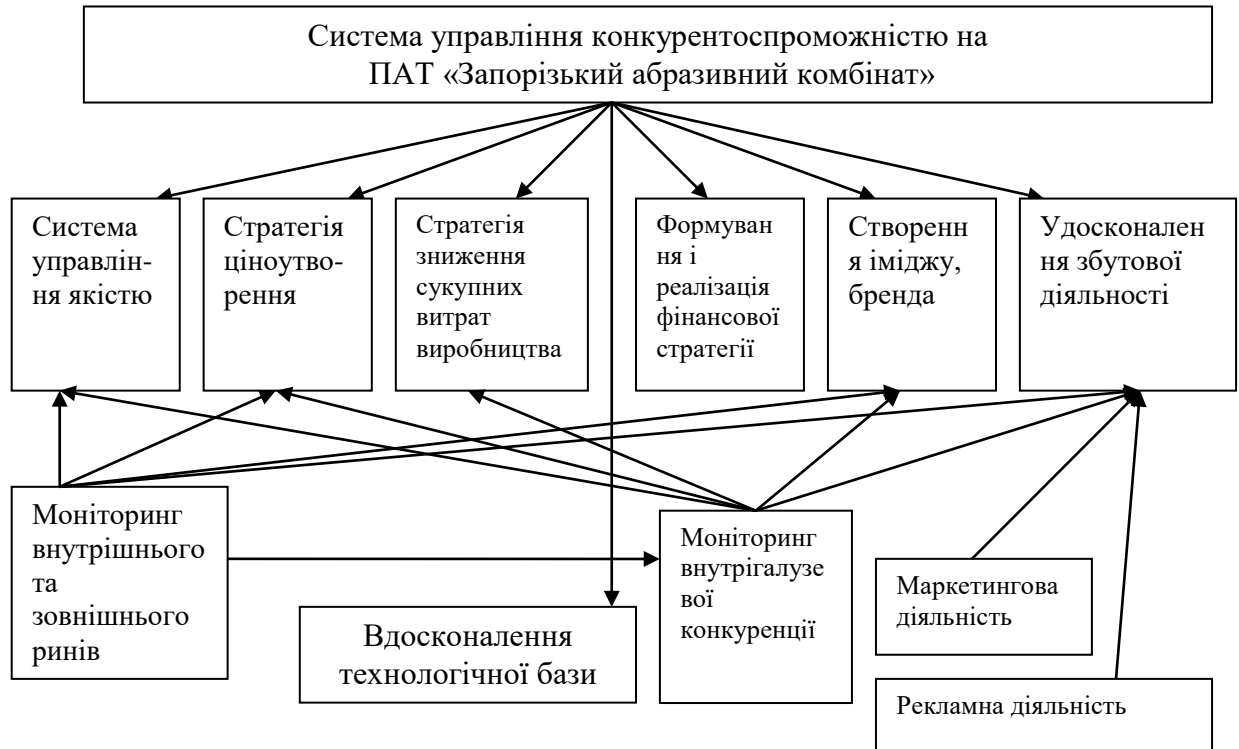 Система управління конкурентоспроможністю на
ПАТ «Запорізький абразивний комбінат»
Система
управлін-
ня якістю
Стратегія
ціноутво-
рення
Стратегія
зниження
сукупних
витрат
виробництва
Формуван
ня і
реалізація
фінансової
стратегії
Створенн
я іміджу,
бренда
Удосконален
ня збутової
діяльності
Моніторинг
внутрішнього
та
зовнішнього
ринів
Вдосконалення
технологічної бази
Моніторинг
внутрігалузе
вої
конкуренції
Маркетингова
діяльність
Рекламна діяльність